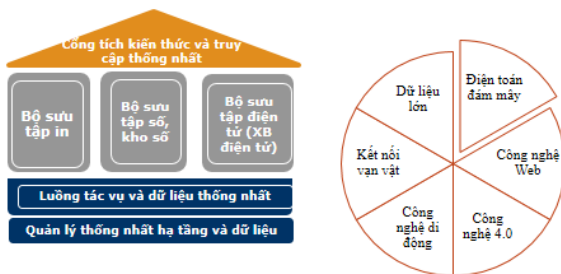 Cổng tích kiến thức và truy
cập thống nhất
Bộ sưu
tập in
Bộ sưu
tập số,
kho số
Bộ sưu
tập điện
tử (XB
điện tử)
Luồng tác vụ và dữ liệu thống nhất
Quản lý thống nhất hạ tầng và dữ liệu
Dữ liệu
lớn
Điện toán
đám mây
Kết nối
vạn vật
Công nghệ
Web
Công
nghệ di
động
Công
nghệ 4.0